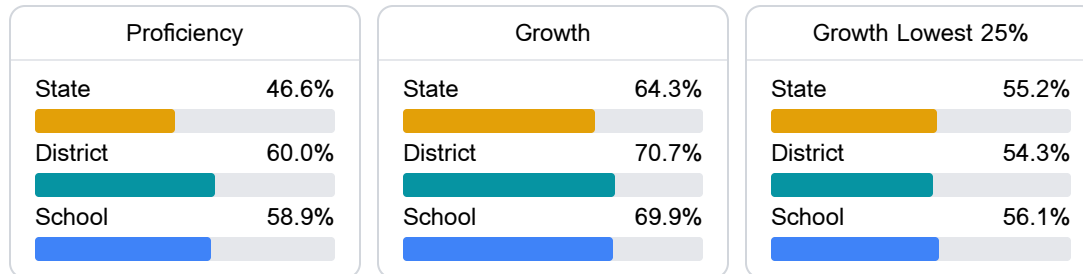 Proficiency
State 46.6%
District 60.0%
School 58.9%
Growth
State 64.3%
District 70.7%
School 69.9%
Growth Lowest 25%
State 55.2%
District 54.3%
School 56.1%